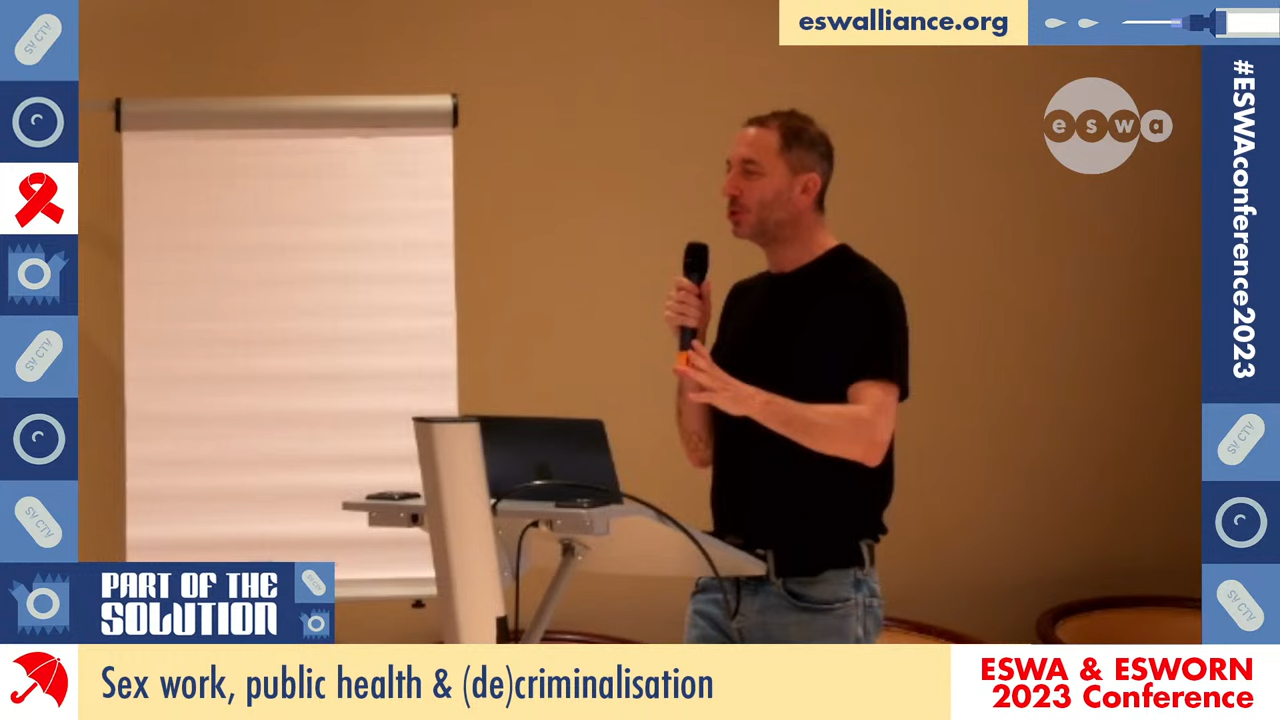 eswalliance.org
eswa
#ESWAconference2023
PART OF THE
SOLUTION
Sex work, public health & (de)criminalisation
ESWA & ESWORN
2023 Conference